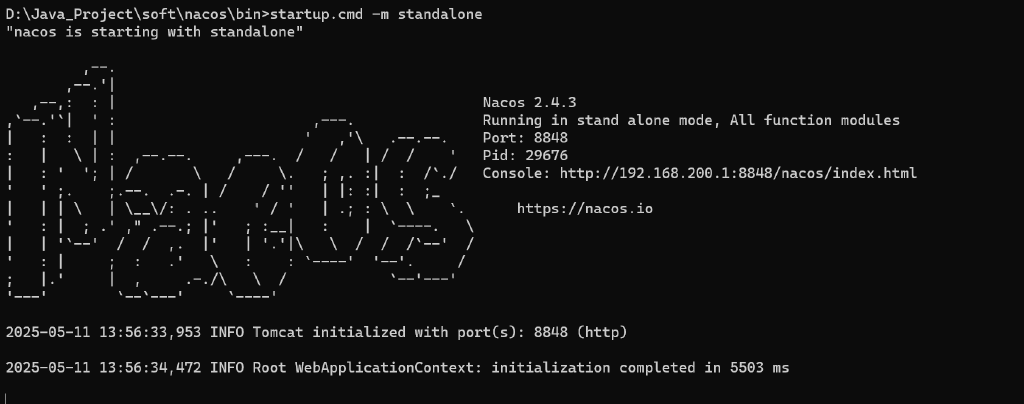 D:\Java_Project\soft\nacos\bin>startup.cmd -m standalone
"nacos is starting with standalone"
Nacos 2.4.3
Running in stand alone mode, All function modules
Port: 8848
Pid: 29676
Console: http://192.168.200.1:8848/nacos/index.html
https://nacos.io
2025-05-11 13:56:33,953 INFO Tomcat initialized with port(s): 8848 (http)
2025-05-11 13:56:34,472 INFO Root WebApplicationContext: initialization completed in 5503 ms